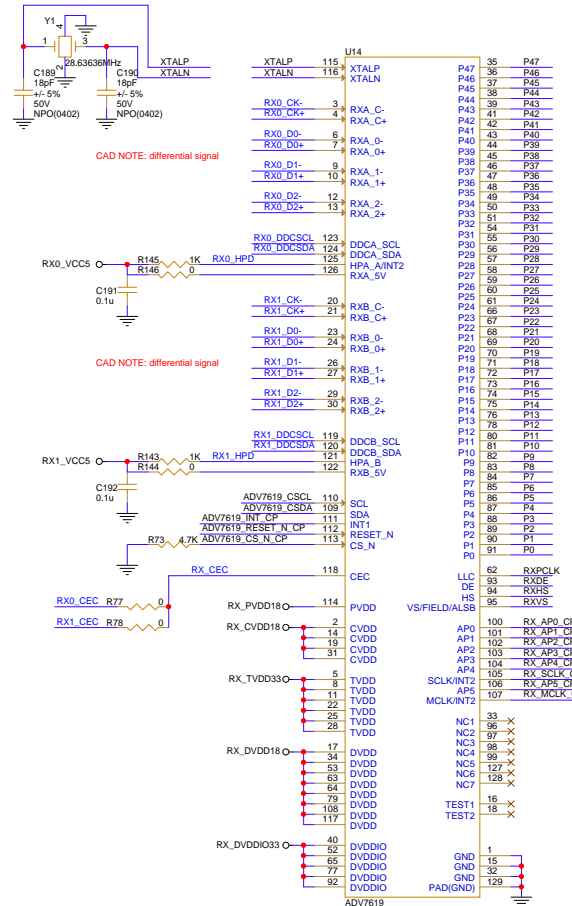 Y1
4
1
3
2
28.63636MHz
C189
18pF
+/- 5%
50V
NPO(0402)
C190
18pF
+/- 5%
50V
NPO(0402)
XTALP
XTALN
U14
XTALP 115 XTALP
XTALN 116 XTALN
RX0_CK- 3 RXA_C-
RX0_CK+ 4 RXA_C+
RX0_D0- 6 RXA_0-
RX0_D0+ 7 RXA_0+
CAD NOTE: differential signal
RX0_D1- 9 RXA_1-
RX0_D1+ 10 RXA_1+
RX0_D2- 12 RXA_2-
RX0_D2+ 13 RXA_2+
RX0_DDCSCL 123 DDCA_SCL
RX0_DDCSDA 124 DDCA_SDA
RX0_VCC5 R145 1K RX0_HPD 125 HPA_A/INT2
R146 0 126 RXA_5V
C191
0.1u
RX1_CK- 20 RXB_C-
RX1_CK+ 21 RXB_C+
RX1_D0- 23 RXB_0-
RX1_D0+ 24 RXB_0+
CAD NOTE: differential signal
RX1_D1- 26 RXB_1-
RX1_D1+ 27 RXB_1+
RX1_D2- 29 RXB_2-
RX1_D2+ 30 RXB_2+
RX1_DDCSCL 119 DDCB_SCL
RX1_DDCSDA 120 DDCB_SDA
RX1_VCC5 R143 1K RX1_HPD 121 HPA_B
R144 0 122 RXB_5V
C192
0.1u
ADV7619_CSCL 110 SCL
ADV7619_CSDA 109 SDA
ADV7619_INT_CP 111 INT1
ADV7619_RESET_N_CP 112 RESET_N
R73 4.7K ADV7619_CS_N_CP 113 CS_N
RX_CEC 118 CEC
RX0_CEC R77 0
RX1_CEC R78 0
RX_PVDD18 114 PVDD
RX_CVDD18 2 CVDD
14 CVDD
19 CVDD
31 CVDD
RX_TVDD33 5 TVDD
8 TVDD
11 TVDD
22 TVDD
25 TVDD
28 TVDD
RX_DVDD18 17 DVDD
34 DVDD
53 DVDD
63 DVDD
64 DVDD
79 DVDD
108 DVDD
117 DVDD
RX_DVDDIO33 40 DVDDIO
52 DVDDIO
65 DVDDIO
77 DVDDIO
92 DVDDIO
P47 35 P47
P46 36 P46
P45 37 P45
P44 38 P44
P43 39 P43
P42 41 P42
P41 42 P41
P40 43 P40
P39 44 P39
P38 45 P38
P37 46 P37
P36 47 P36
P35 48 P35
P34 49 P34
P33 50 P33
P32 51 P32
P31 54 P31
P30 55 P30
P29 56 P29
P28 57 P28
P27 58 P27
P26 59 P26
P25 60 P25
P24 61 P24
P23 66 P23
P22 67 P22
P21 68 P21
P20 69 P20
P19 70 P19
P18 71 P18
P17 72 P17
P16 73 P16
P15 74 P15
P14 75 P14
P13 76 P13
P12 78 P12
P11 80 P11
P10 81 P10
P9 82 P9
P8 83 P8
P7 84 P7
P6 85 P6
P5 86 P5
P4 87 P4
P3 88 P3
P2 89 P2
P1 90 P1
P0 91 P0
LLC 62 RXPCLK
DE 93 RXDE
HS 94 RXHS
VS/FIELD/ALSB 95 RXVS
AP0 100 RX_AP0_CP
AP1 101 RX_AP1_CP
AP2 102 RX_AP2_CP
AP3 103 RX_AP3_CP
AP4 104 RX_AP4_CP
SCLK/INT2 105 RX_SCLK_
AP5 106 RX_AP5_CP
MCLK/INT2 107 RX_MCLK_
NC1 33
NC2 96
NC3 97
NC4 98
NC5 99
NC6 127
NC7 128
TEST1 16
TEST2 18
GND 1
GND 15
GND 32
PAD(GND) 129
ADV7619